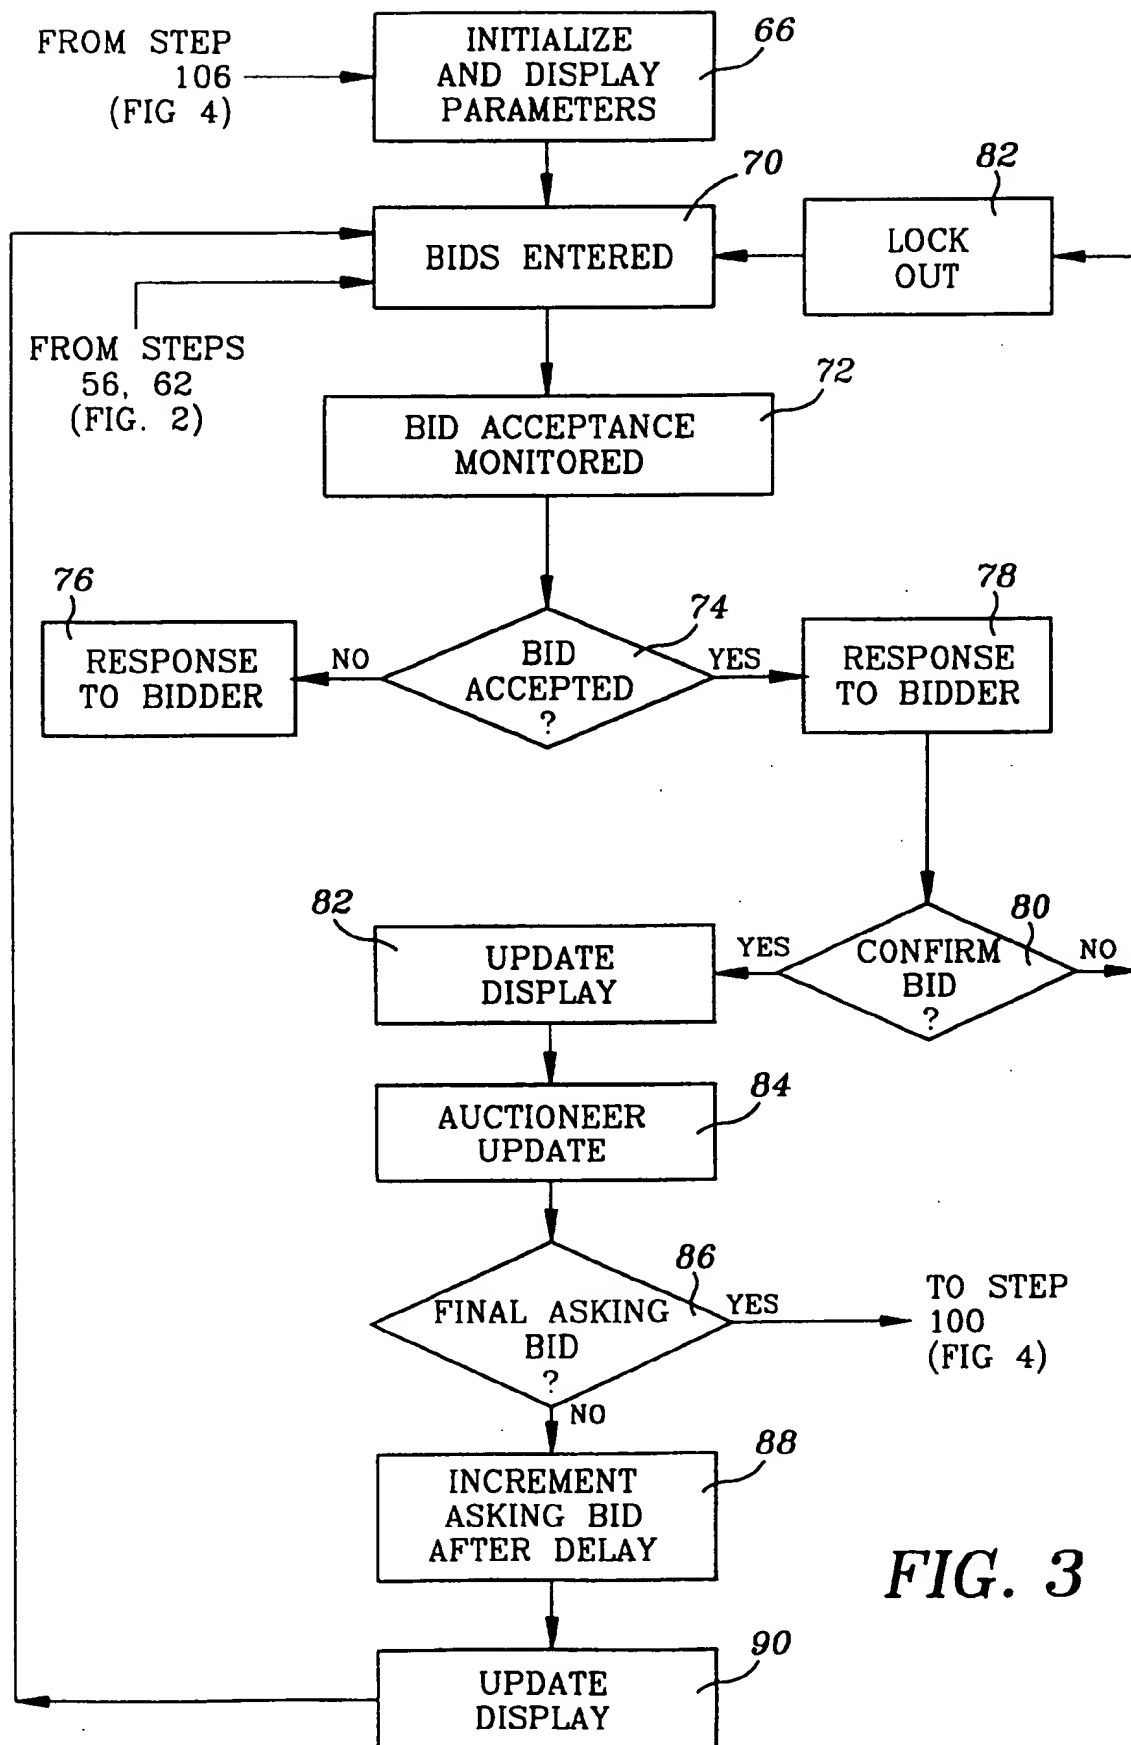 FROM STEP
106
(FIG 4)
INITIALIZE
AND DISPLAY
PARAMETERS
66
70
BIDS ENTERED
82
LOCK
OUT
FROM STEPS
56, 62
(FIG. 2)
72
BID ACCEPTANCE
MONITORED
76
RESPONSE
TO BIDDER
NO
74
BID
ACCEPTED
?
YES
78
RESPONSE
TO BIDDER
82
UPDATE
DISPLAY
YES
80
CONFIRM
BID
?
NO
84
AUCTIONEER
UPDATE
86
FINAL ASKING
BID
?
YES
TO STEP
100
(FIG 4)
NO
88
INCREMENT
ASKING BID
AFTER DELAY
FIG. 3
90
UPDATE
DISPLAY